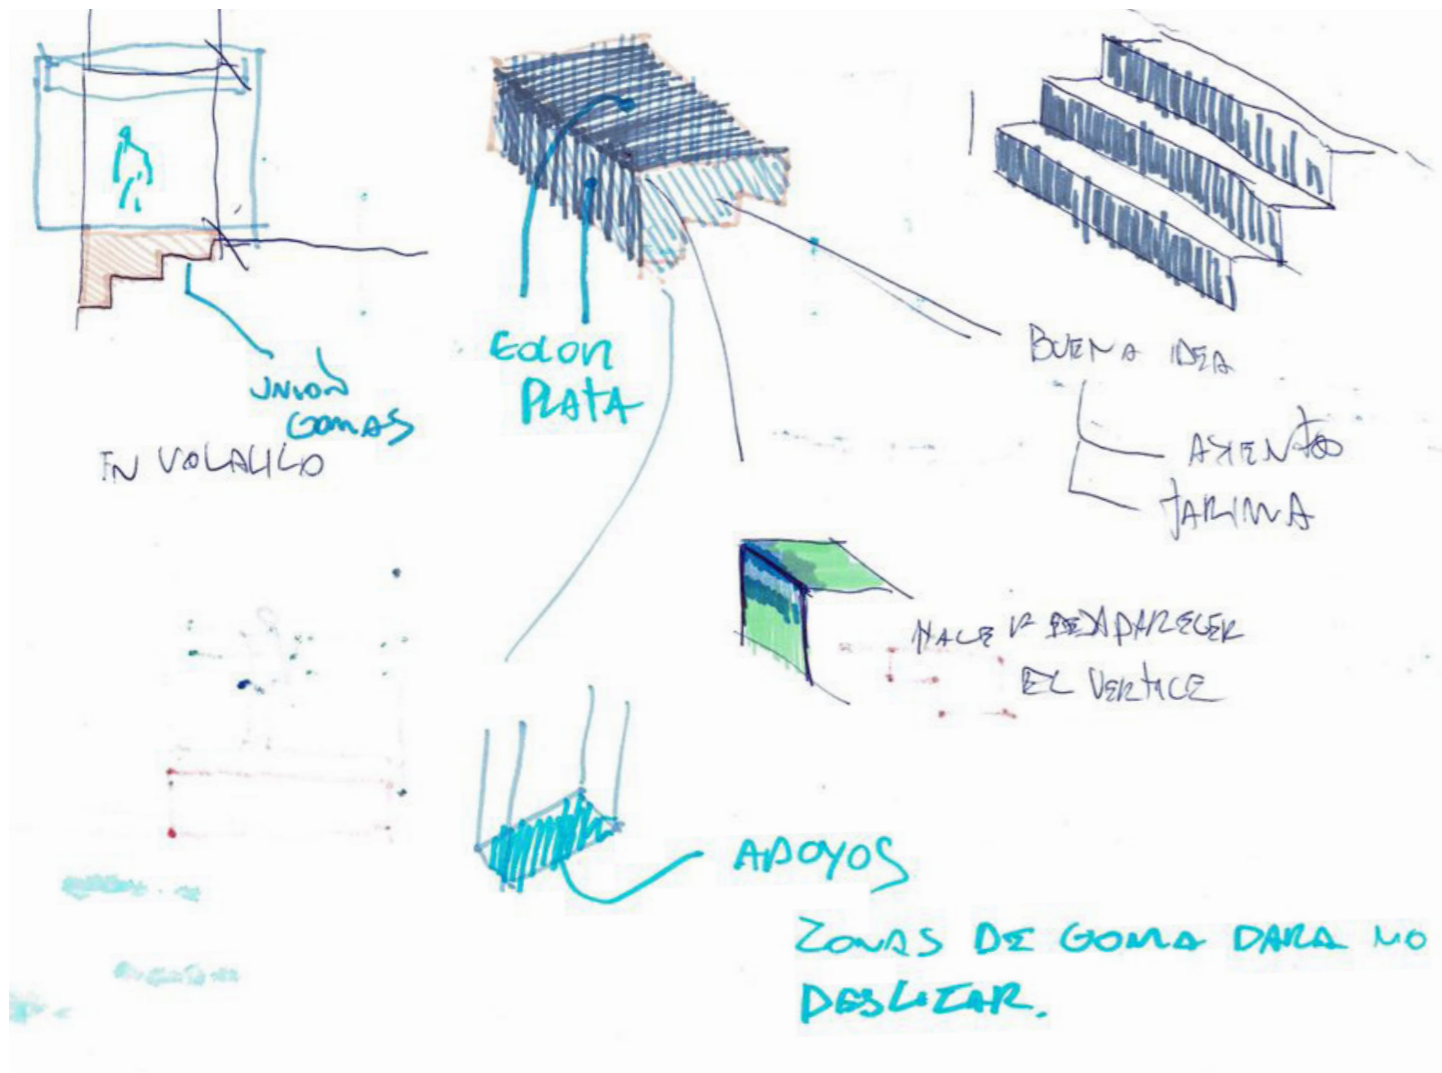 UNION
GOMAS
EN VOLADIZO
COLOR
PLATA
BUENA IDEA
ASIENTO
TARIMA
HACE DESAPARECER
EL VERTICE
APOYOS
ZONAS DE GOMA PARA NO
DESLIZAR.